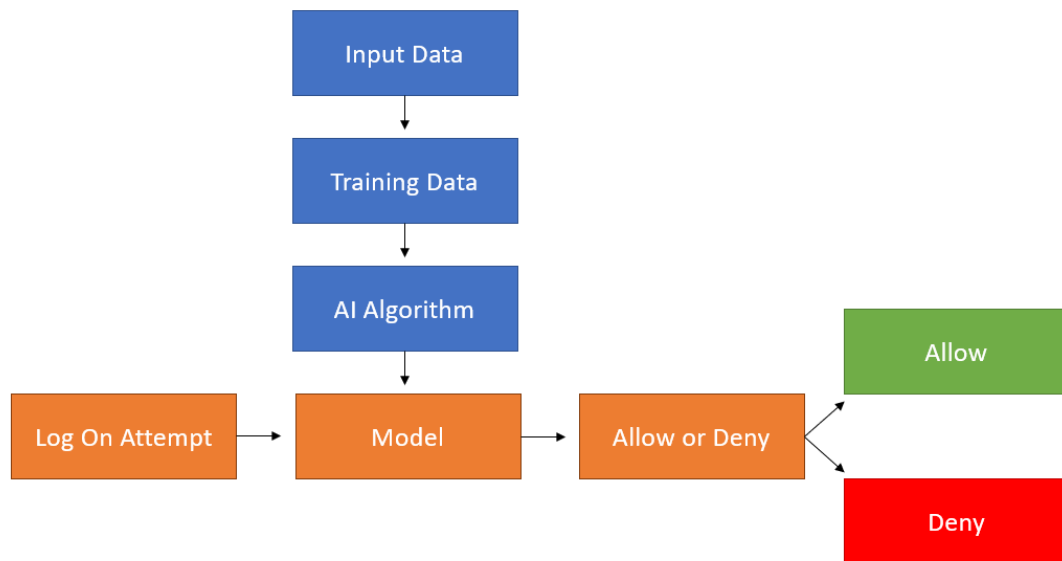 Input Data
Training Data
AI Algorithm
Allow
Log On Attempt
Model
Allow or Deny
Deny